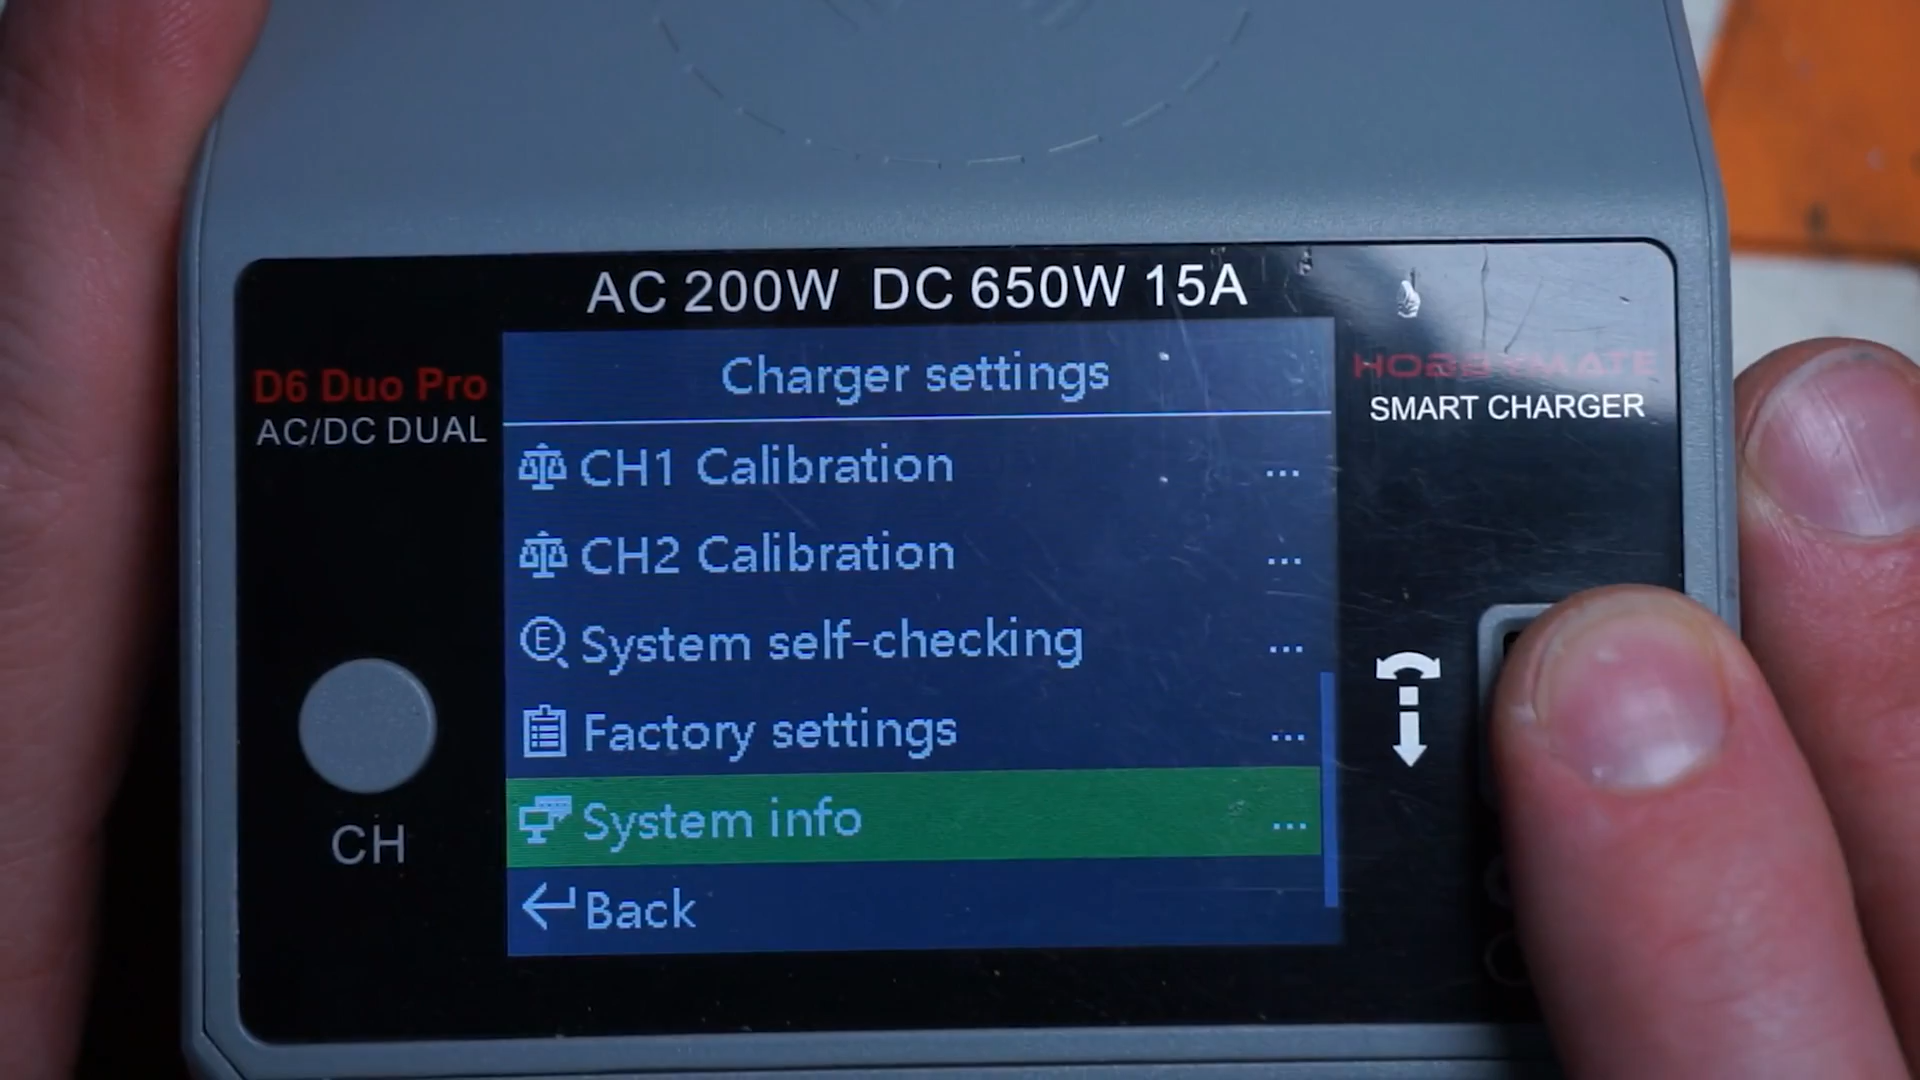 AC 200W DC 650W 15A
D6 Duo Pro
AC/DC DUAL
HOBBYMATE
SMART CHARGER
Charger settings
CH1 Calibration ...
CH2 Calibration ...
System self-checking ...
Factory settings ...
System info ...
Back
CH